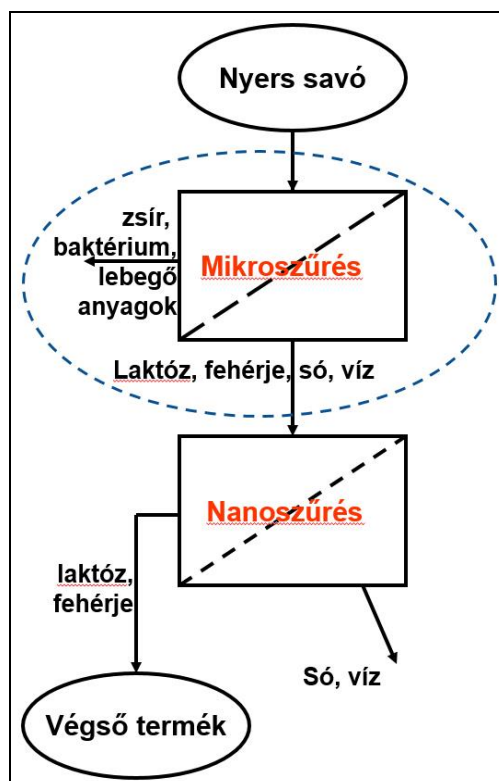 Nyers savó
zsír,
baktérium,
lebegő
anyagok
Mikroszűrés
Laktóz, fehérje, só, víz
Nanoszűrés
laktóz,
fehérje
Só, víz
Végső termék